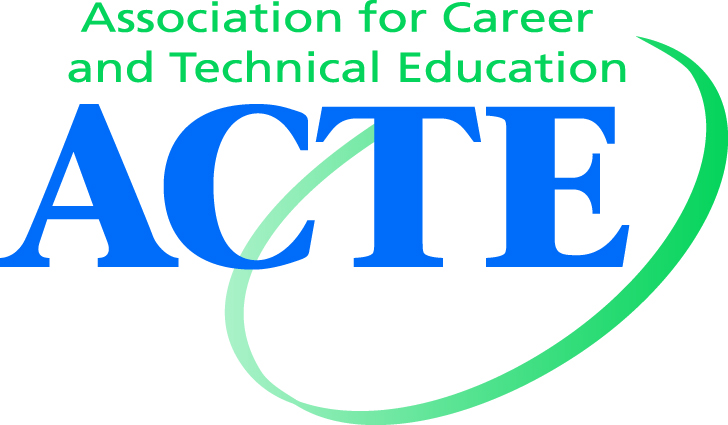 Association for Career
and Technical Education
ACTE